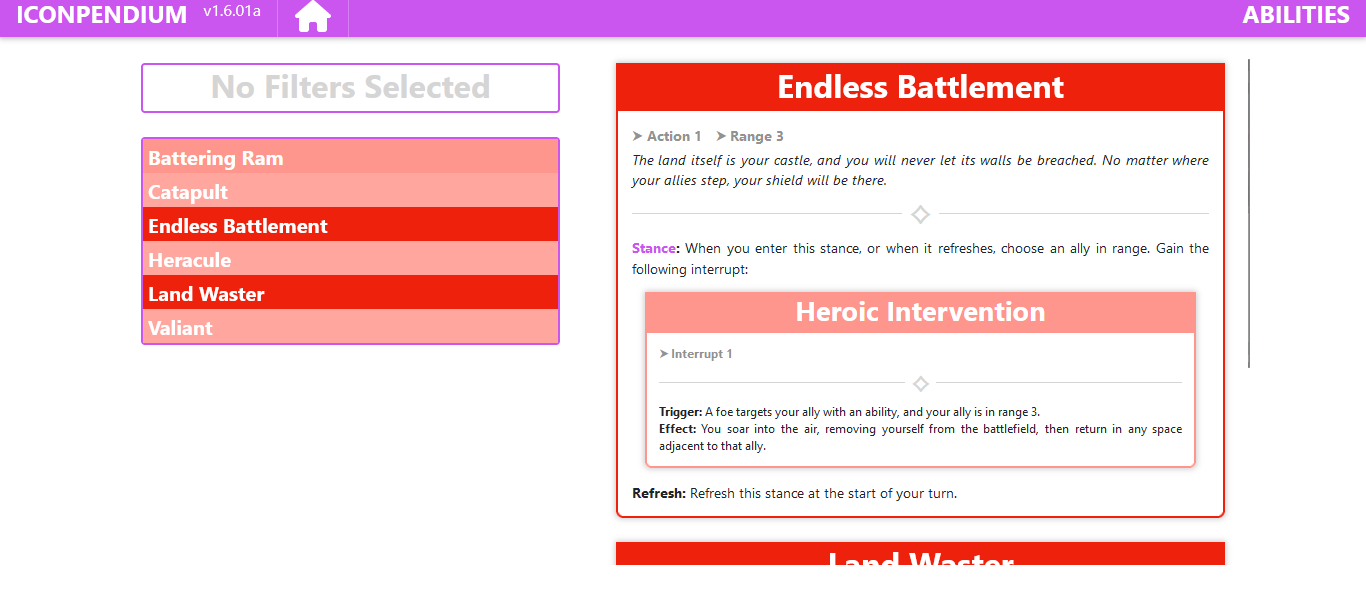 ICONPENDIUM v1.6.01a ABILITIES
No Filters Selected
Battering Ram
Catapult
Endless Battlement
Heracule
Land Waster
Valiant
Endless Battlement
➤ Action 1 ➤ Range 3
The land itself is your castle, and you will never let its walls be breached. No matter where
your allies step, your shield will be there.
Stance: When you enter this stance, or when it refreshes, choose an ally in range. Gain the
following interrupt:
Heroic Intervention
➤ Interrupt 1
Trigger: A foe targets your ally with an ability, and your ally is in range 3.
Effect: You soar into the air, removing yourself from the battlefield, then return in any space
adjacent to that ally.
Refresh: Refresh this stance at the start of your turn.
Land Waster